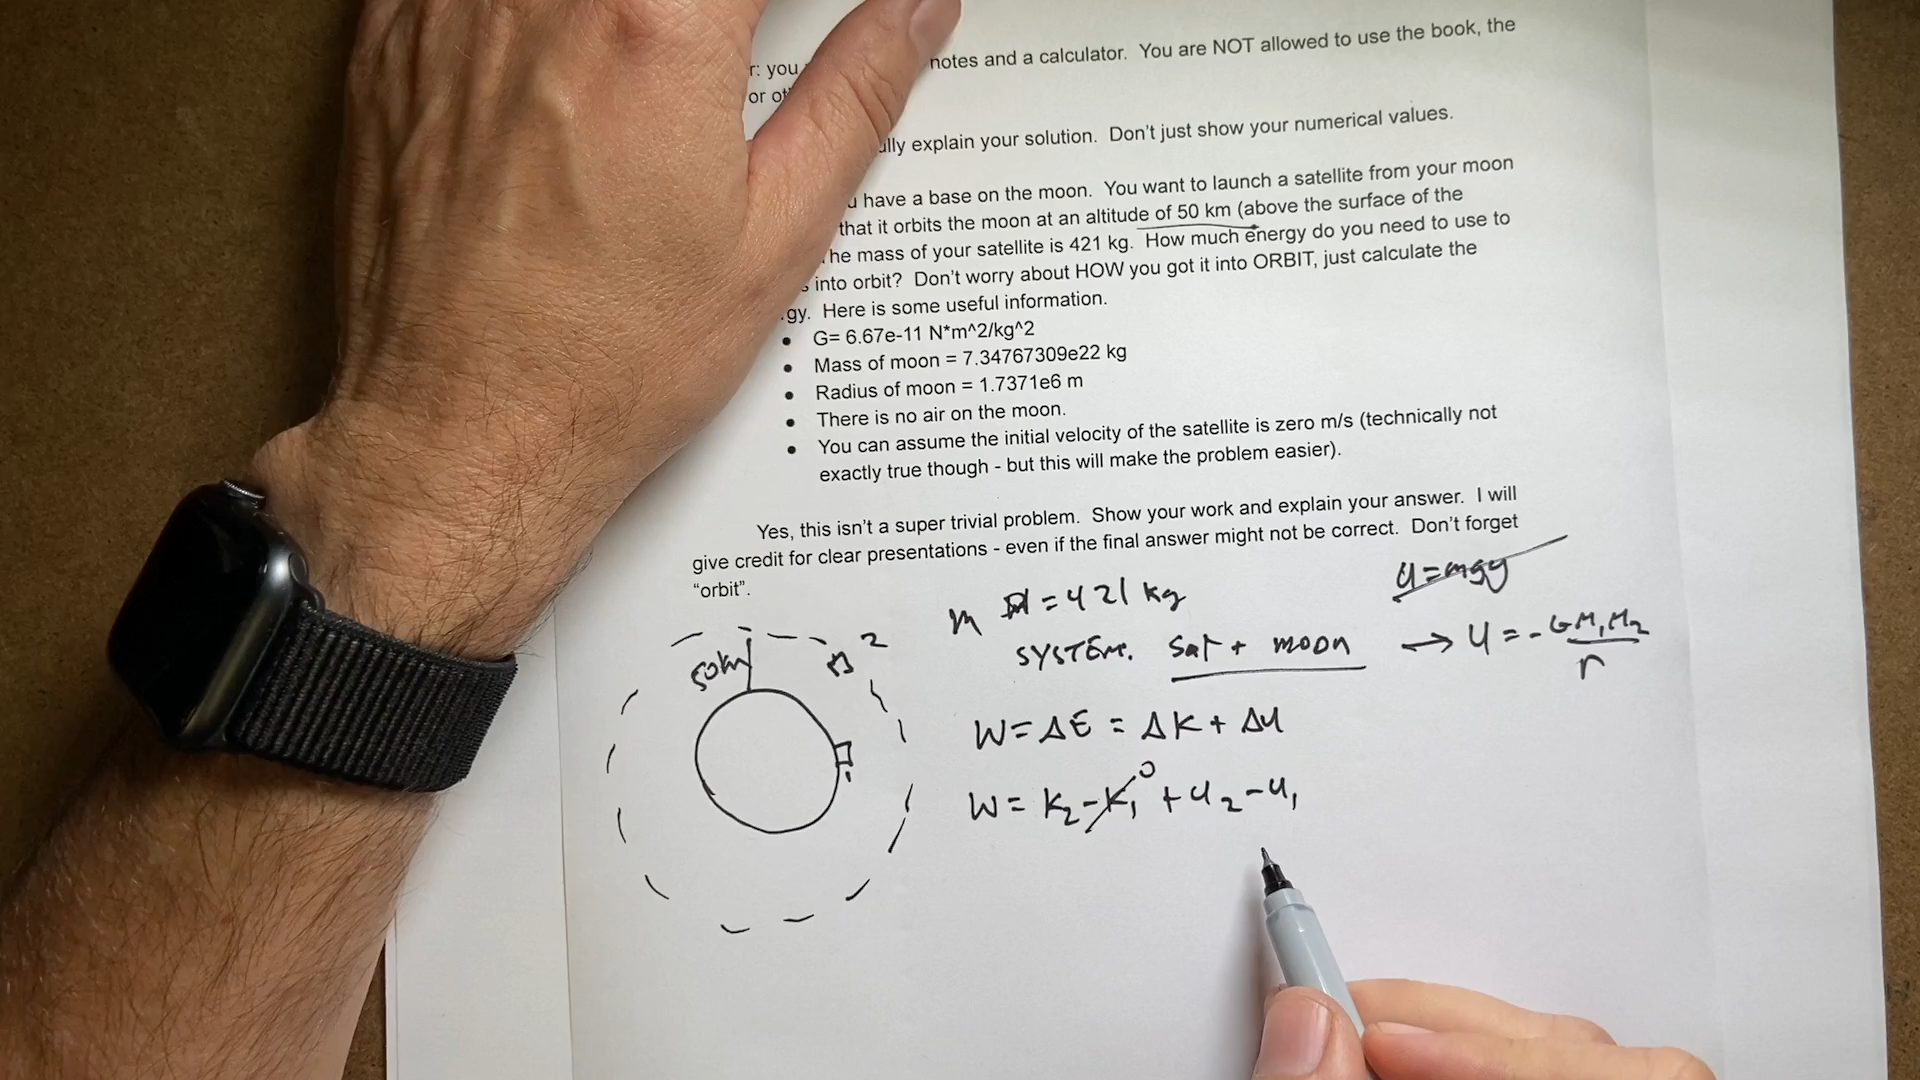 you notes and a calculator. You are NOT allowed to use the book, the
or
explain your solution. Don't just show your numerical values.
have a base on the moon. You want to launch a satellite from your moon
that it orbits the moon at an altitude of 50 km (above the surface of the
he mass of your satellite is 421 kg. How much energy do you need to use to
into orbit? Don't worry about HOW you got it into ORBIT, just calculate the
gy. Here is some useful information.
• G= 6.67e-11 N*m^2/kg^2
• Mass of moon = 7.34767309e22 kg
• Radius of moon = 1.7371e6 m
• There is no air on the moon.
• You can assume the initial velocity of the satellite is zero m/s (technically not
exactly true though - but this will make the problem easier).
Yes, this isn't a super trivial problem. Show your work and explain your answer. I will
give credit for clear presentations - even if the final answer might not be correct. Don't forget
"orbit".
U=mgy
m = 421 kg
SYSTEM. Sat + moon → U = - GM₁M₂/r
50km 2
W = ΔE = ΔK + ΔU
W = K₂ - K₁ 0 + U₂ - U₁